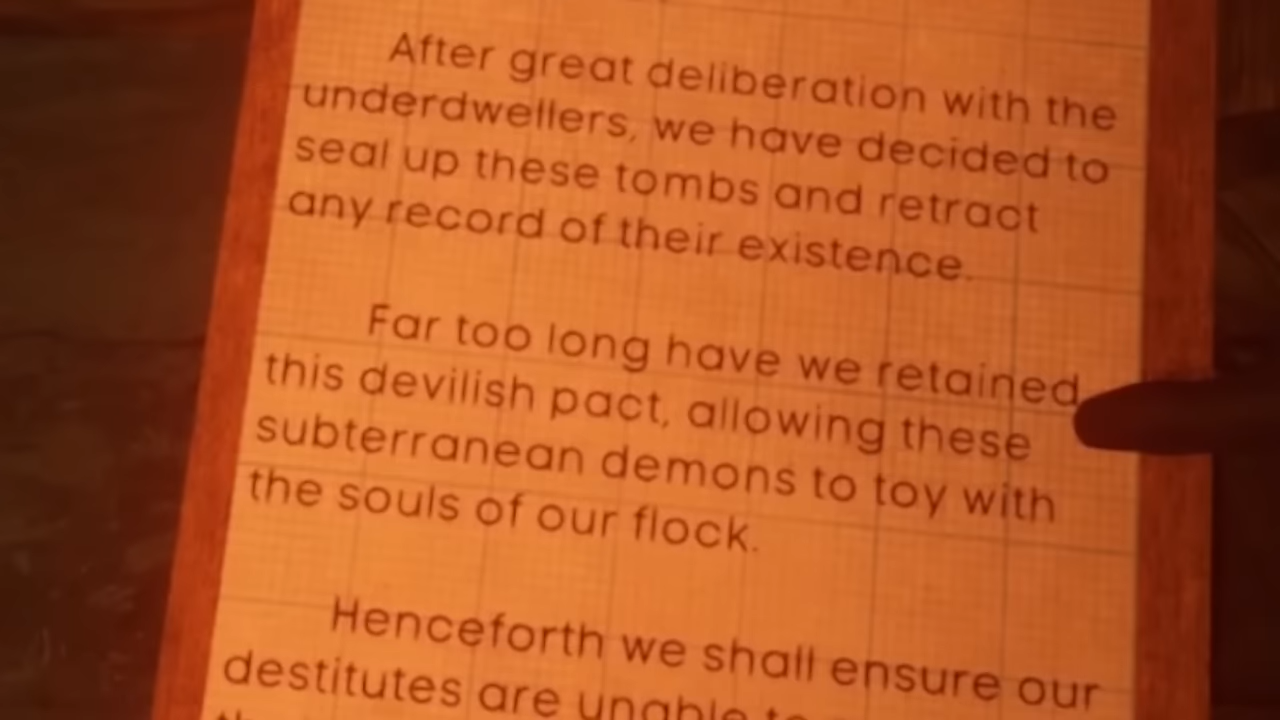 After great deliberation with the
underdwellers, we have decided to
seal up these tombs and retract
any record of their existence.
Far too long have we retained
this devilish pact, allowing these
subterranean demons to toy with
the souls of our flock.
Henceforth we shall ensure our
destitutes are unable